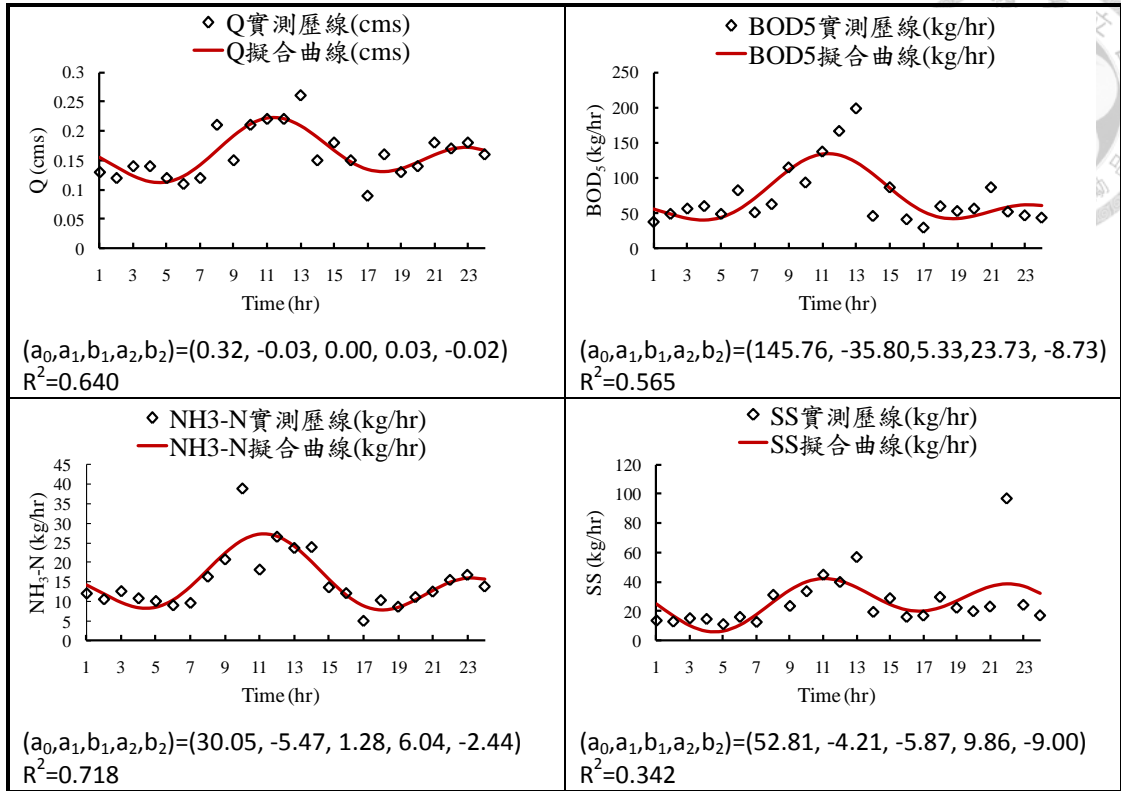 Q實測歷線(cms)
Q擬合曲線(cms)
0.3
0.25
0.2
0.15
0.1
0.05
0
Q (cms)
1 3 5 7 9 11 13 15 17 19 21 23
Time (hr)
(a0,a1,b1,a2,b2)=(0.32, -0.03, 0.00, 0.03, -0.02)
R2=0.640
BOD5實測歷線(kg/hr)
BOD5擬合曲線(kg/hr)
250
200
150
100
50
0
BOD5 (kg/hr)
1 3 5 7 9 11 13 15 17 19 21 23
Time (hr)
(a0,a1,b1,a2,b2)=(145.76, -35.80,5.33,23.73, -8.73)
R2=0.565
NH3-N實測歷線(kg/hr)
NH3-N擬合曲線(kg/hr)
45
40
35
30
25
20
15
10
5
0
NH3-N (kg/hr)
1 3 5 7 9 11 13 15 17 19 21 23
Time (hr)
(a0,a1,b1,a2,b2)=(30.05, -5.47, 1.28, 6.04, -2.44)
R2=0.718
SS實測歷線(kg/hr)
SS擬合曲線(kg/hr)
120
100
80
60
40
20
0
SS (kg/hr)
1 3 5 7 9 11 13 15 17 19 21 23
Time (hr)
(a0,a1,b1,a2,b2)=(52.81, -4.21, -5.87, 9.86, -9.00)
R2=0.342